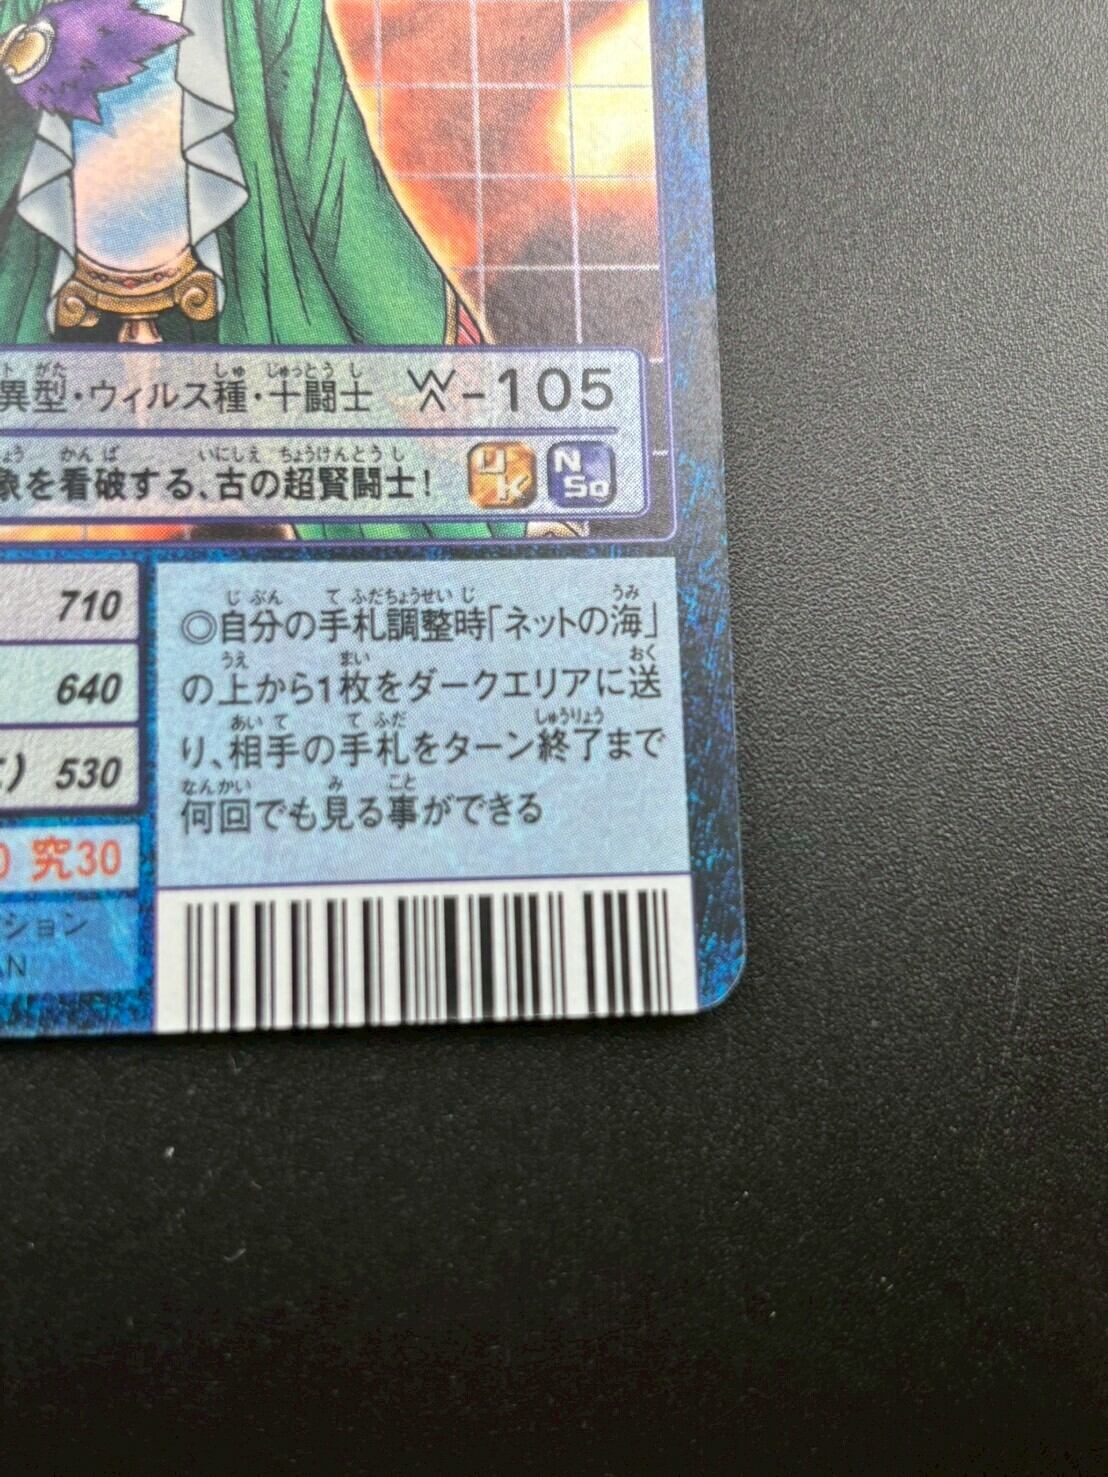 異型・ウィルス種・十闘士 W-105
象を看破する、古の超賢闘士!
UK
NSo
710
640
530
◎自分の手札調整時「ネットの海」
の上から1枚をダークエリアに送
り、相手の手札をターン終了まで
何回でも見る事ができる
0 究30
ション
AN